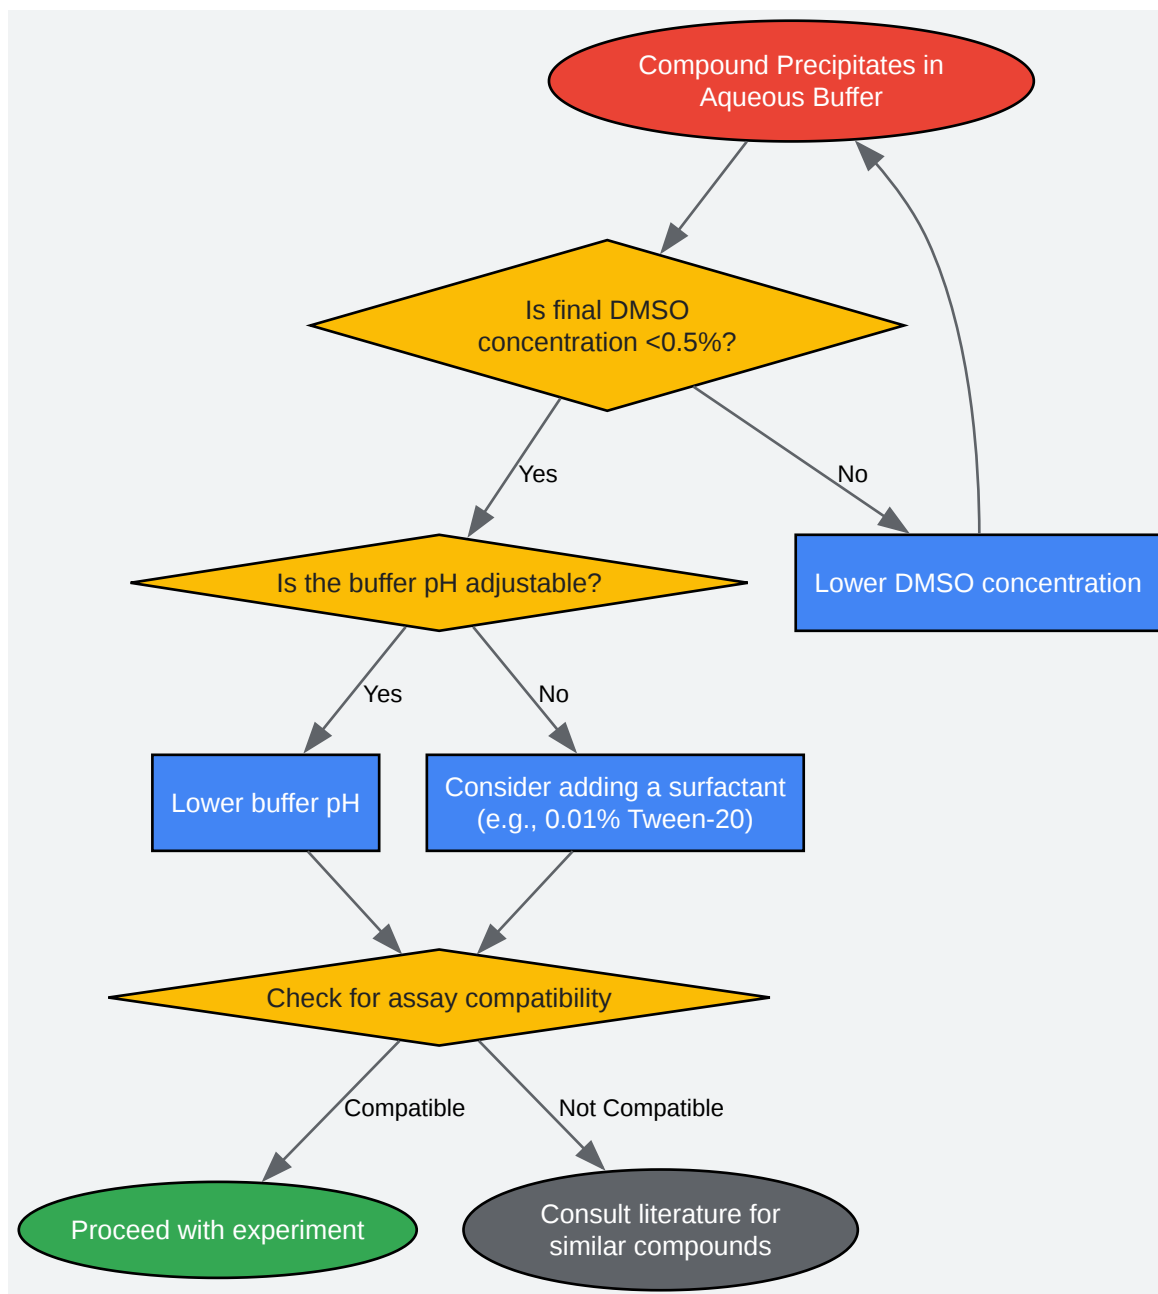 Compound Precipitates in
Aqueous Buffer
Is final DMSO
concentration <0.5%?
Yes
No
Is the buffer pH adjustable?
Lower DMSO concentration
Yes
No
Lower buffer pH
Consider adding a surfactant
(e.g., 0.01% Tween-20)
Check for assay compatibility
Compatible
Not Compatible
Proceed with experiment
Consult literature for
similar compounds